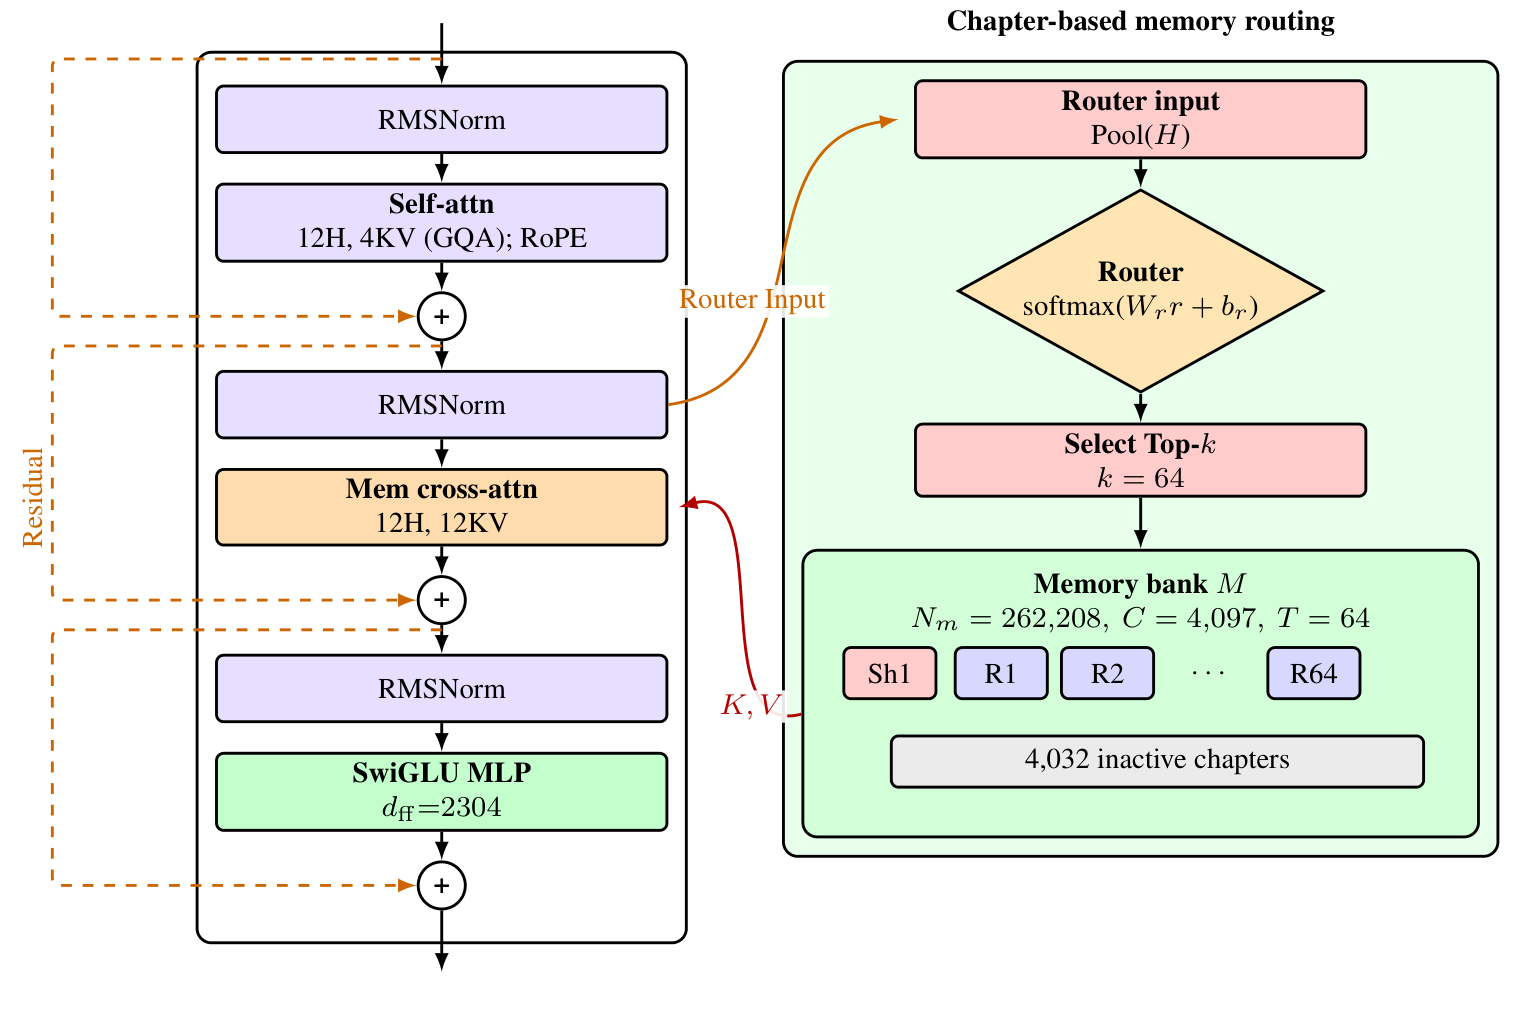 Chapter-based memory routing
RMSNorm
Self-attn
12H, 4KV (GQA); RoPE
+
RMSNorm
Mem cross-attn
12H, 12KV
+
RMSNorm
SwiGLU MLP
d_ff=2304
+
Residual
Router Input
K, V
Router input
Pool(H)
Router
softmax(W_r r + b_r)
Select Top-k
k = 64
Memory bank M
N_m = 262,208, C = 4,097, T = 64
Sh1 R1 R2 ··· R64
4,032 inactive chapters